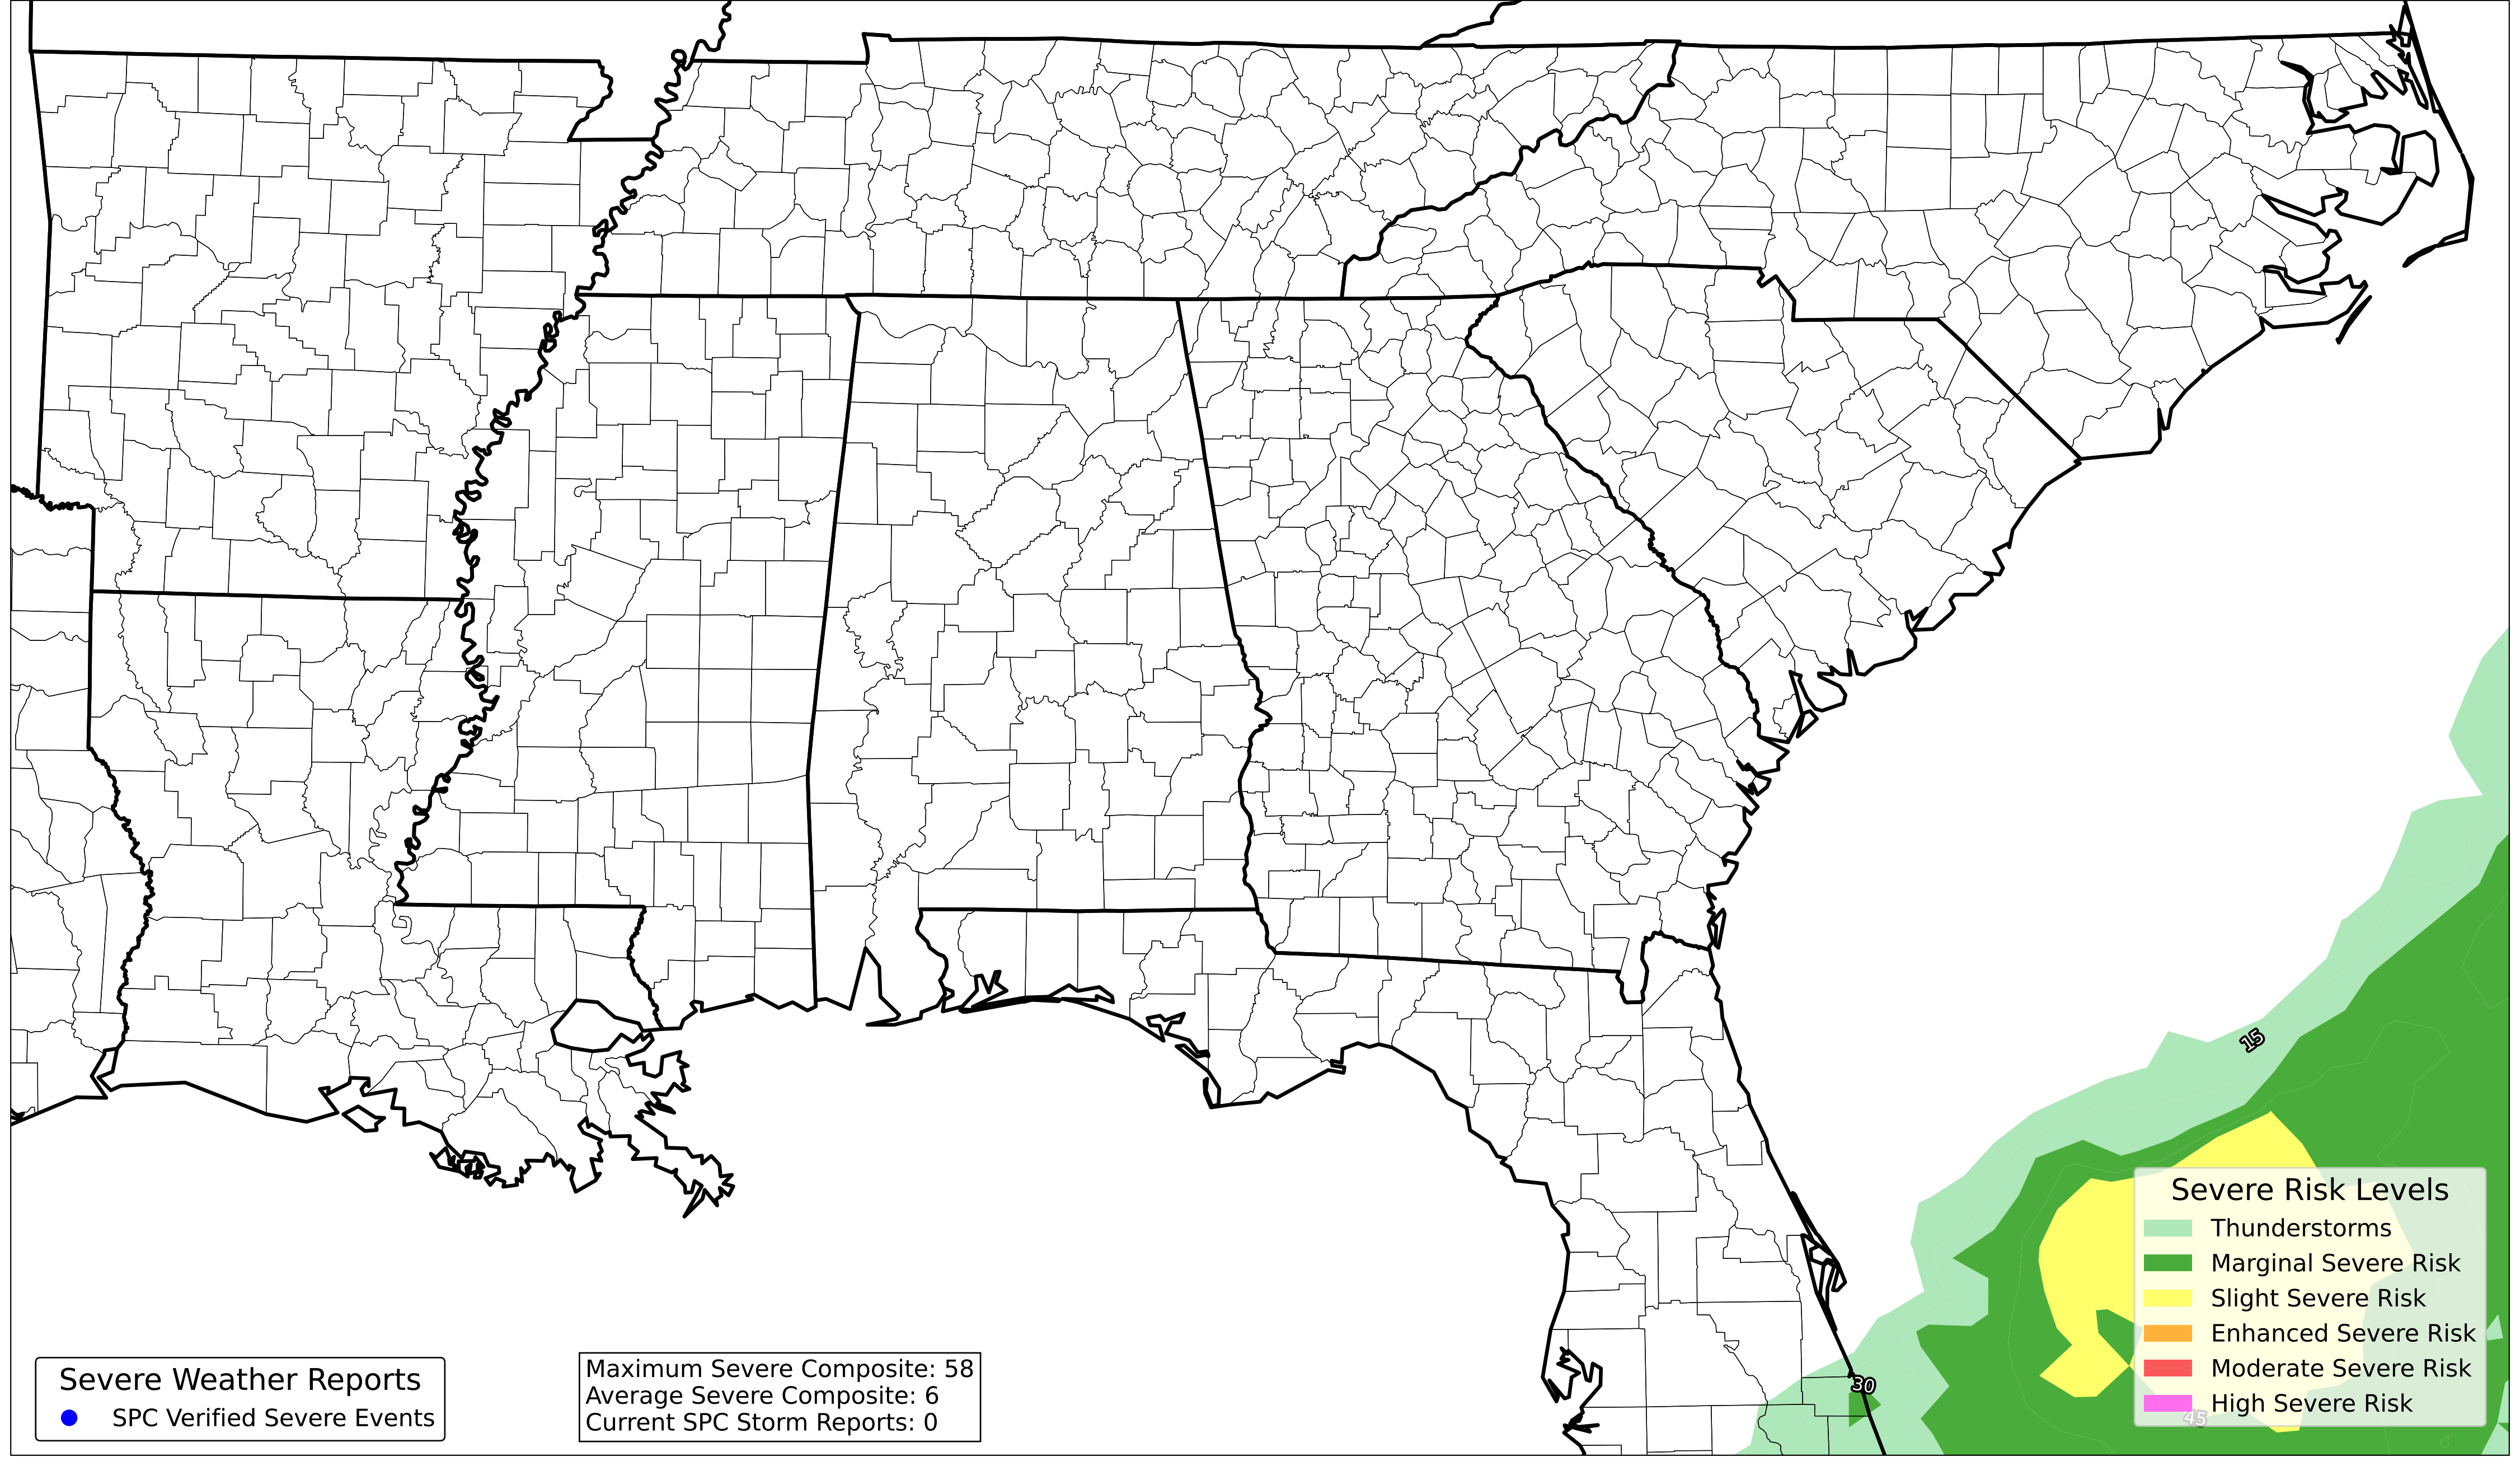 15
30
45
Severe Risk Levels
Thunderstorms
Marginal Severe Risk
Slight Severe Risk
Enhanced Severe Risk
Moderate Severe Risk
High Severe Risk
Severe Weather Reports
SPC Verified Severe Events
Maximum Severe Composite: 58
Average Severe Composite: 6
Current SPC Storm Reports: 0